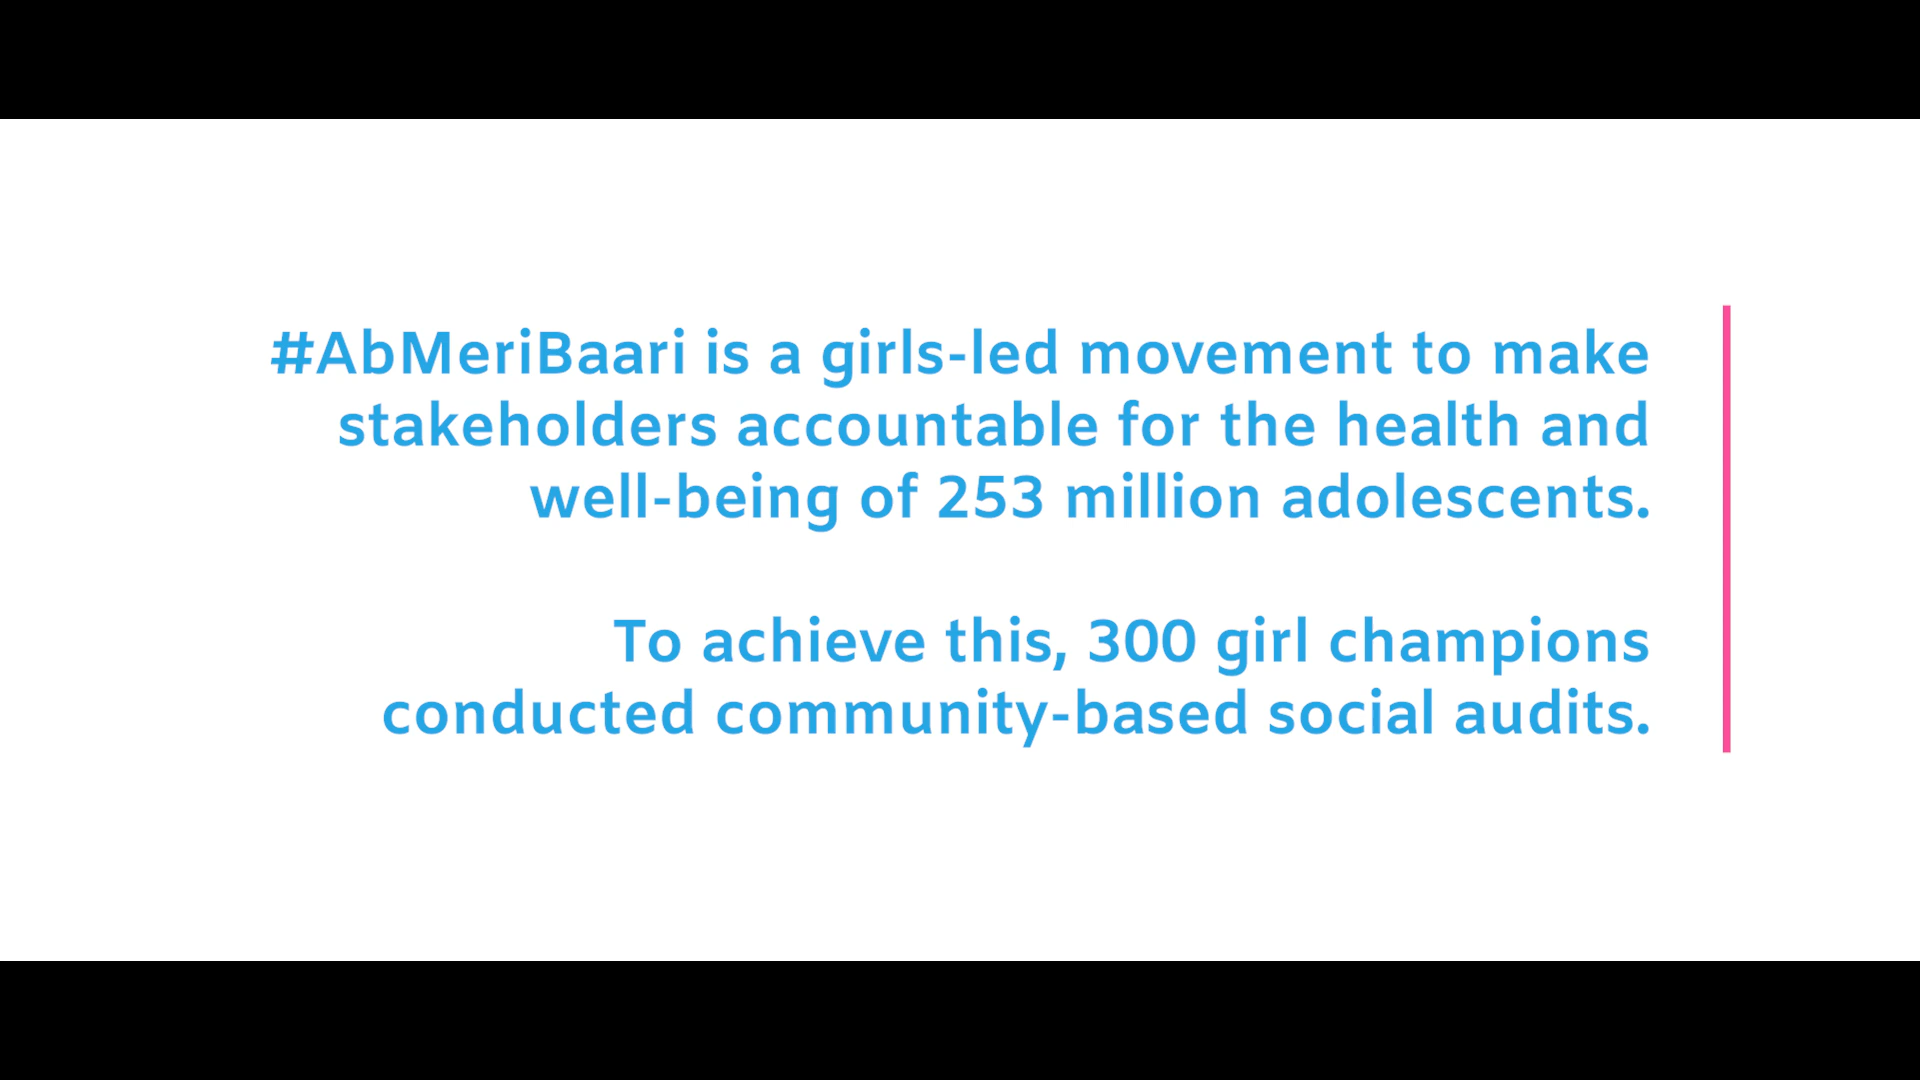 #AbMeriBaari is a girls-led movement to make
stakeholders accountable for the health and
well-being of 253 million adolescents.
To achieve this, 300 girl champions
conducted community-based social audits.